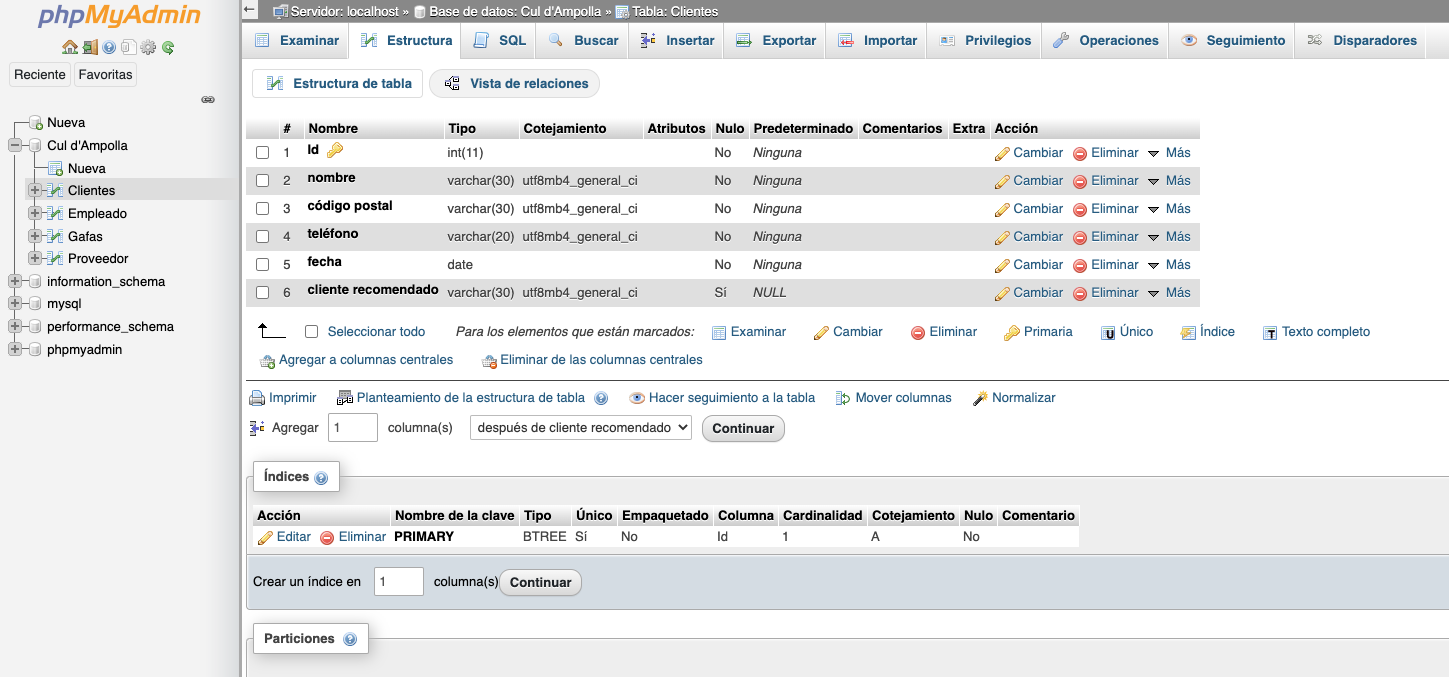 phpMyAdmin
Reciente Favoritas
Nueva
Cul d'Ampolla
Nueva
Clientes
Empleado
Gafas
Proveedor
information_schema
mysql
performance_schema
phpmyadmin
Servidor: localhost » Base de datos: Cul d'Ampolla » Tabla: Clientes
Examinar Estructura SQL Buscar Insertar Exportar Importar Privilegios Operaciones Seguimiento Disparadores
Estructura de tabla Vista de relaciones
# Nombre Tipo Cotejamiento Atributos Nulo Predeterminado Comentarios Extra Acción
1 Id int(11) No Ninguna Cambiar Eliminar Más
2 nombre varchar(30) utf8mb4_general_ci No Ninguna Cambiar Eliminar Más
3 código postal varchar(30) utf8mb4_general_ci No Ninguna Cambiar Eliminar Más
4 teléfono varchar(20) utf8mb4_general_ci No Ninguna Cambiar Eliminar Más
5 fecha date No Ninguna Cambiar Eliminar Más
6 cliente recomendado varchar(30) utf8mb4_general_ci Sí NULL Cambiar Eliminar Más
Seleccionar todo Para los elementos que están marcados: Examinar Cambiar Eliminar Primaria Único Índice Texto completo
Agregar a columnas centrales Eliminar de las columnas centrales
Imprimir Planteamiento de la estructura de tabla Hacer seguimiento a la tabla Mover columnas Normalizar
Agregar 1 columna(s) después de cliente recomendado Continuar
Índices
Acción Nombre de la clave Tipo Único Empaquetado Columna Cardinalidad Cotejamiento Nulo Comentario
Editar Eliminar PRIMARY BTREE Sí No Id 1 A No
Crear un índice en 1 columna(s) Continuar
Particiones